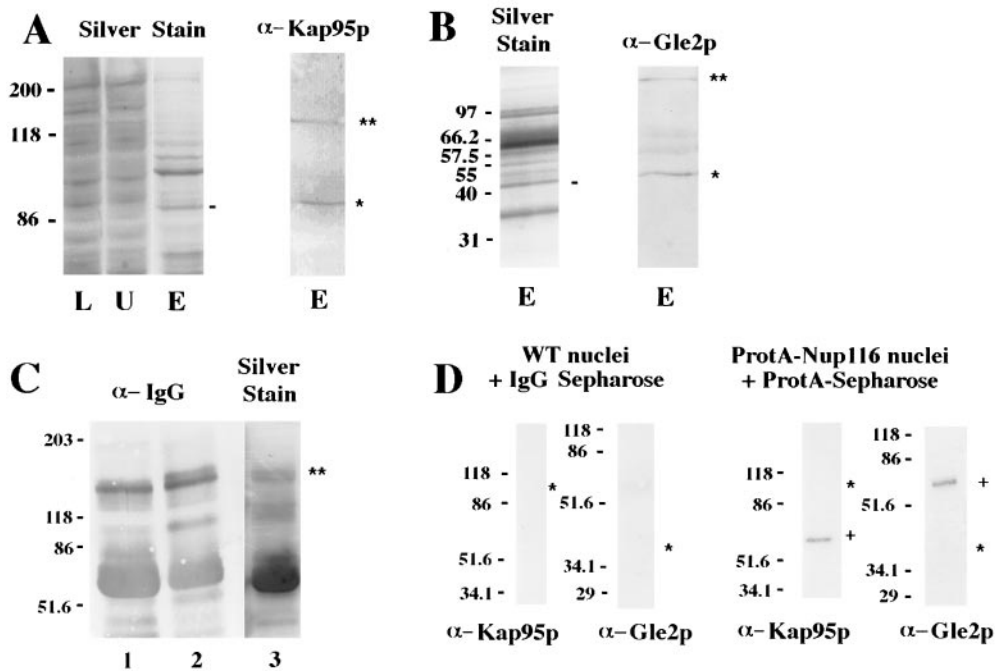 A
Silver Stain
α-Kap95p
200 -
118 -
86 -
-
**
*
L U E
E
B
Silver
Stain
α-Gle2p
97 -
66.2 -
57.5 -
55 -
40 -
31 -
-
**
*
E
E
C
α-IgG
Silver
Stain
203 -
118 -
86 -
51.6 -
**
1 2 3
D
WT nuclei
+ IgG Sepharose
ProtA-Nup116 nuclei
+ ProtA-Sepharose
118 -
86 -
51.6 -
34.1 -
*
118 -
86 -
51.6 -
34.1 -
29 -
*
118 -
86 -
51.6 -
34.1 -
*
+
118 -
86 -
51.6 -
34.1 -
29 -
+
*
α-Kap95p α-Gle2p
α-Kap95p α-Gle2p